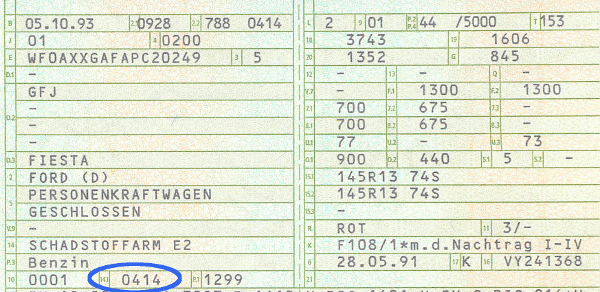 B 05.10.93 2.1 0928 2.2 788 0414
J 01 4 0200
E WF0AXXGAFAPC20249 3 5
D.1 -
GFJ
-
D.2 -
-
D.3 FIESTA
2 FORD (D)
5 PERSONENKRAFTWAGEN
GESCHLOSSEN
V.9 -
14 SCHADSTOFFARM E2
P.3 Benzin
10 0001 14.1 0414 P.1 1299
L 2 9 01 P.2 P.4 44 /5000 T 153
18 3743 19 1606
20 1352 G 845
12 - 13 - Q -
V.7 - F.1 1300 F.2 1300
7.1 700 7.2 675 7.3 -
8.1 700 8.2 675 8.3 -
U.1 77 U.2 - U.3 73
O.1 900 O.2 440 S.1 5 S.2 -
15.1 145R13 74S
15.2 145R13 74S
15.3 -
R ROT 11 3/-
K F108/1*m.d.Nachtrag I-IV
6 28.05.91 17 K 16 VY241368
21